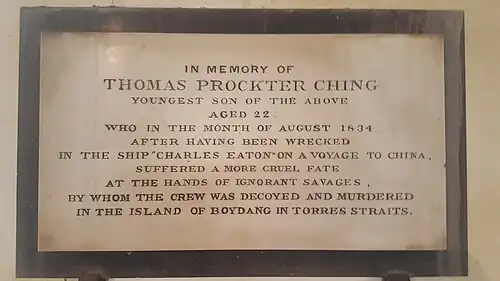 IN MEMORY OF
THOMAS PROCKTER CHING
YOUNGEST SON OF THE ABOVE
AGED 22.
WHO IN THE MONTH OF AUGUST 1834
AFTER HAVING BEEN WRECKED
IN THE SHIP "CHARLES EATON" ON A VOYAGE TO CHINA,
SUFFERED A MORE CRUEL FATE
AT THE HANDS OF IGNORANT SAVAGES,
BY WHOM THE CREW WAS DECOYED AND MURDERED
IN THE ISLAND OF BOYDANG IN TORRES STRAITS.